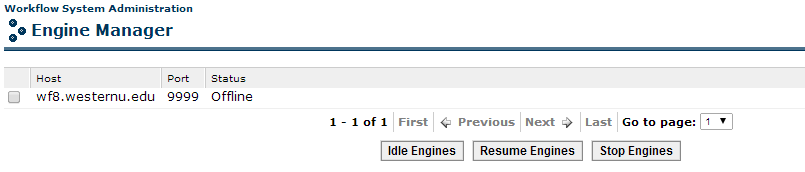 Workflow System Administration
Engine Manager
Host Port Status
wf8.westernu.edu 9999 Offline
1 - 1 of 1 First Previous Next Last Go to page: 1
Idle Engines Resume Engines Stop Engines